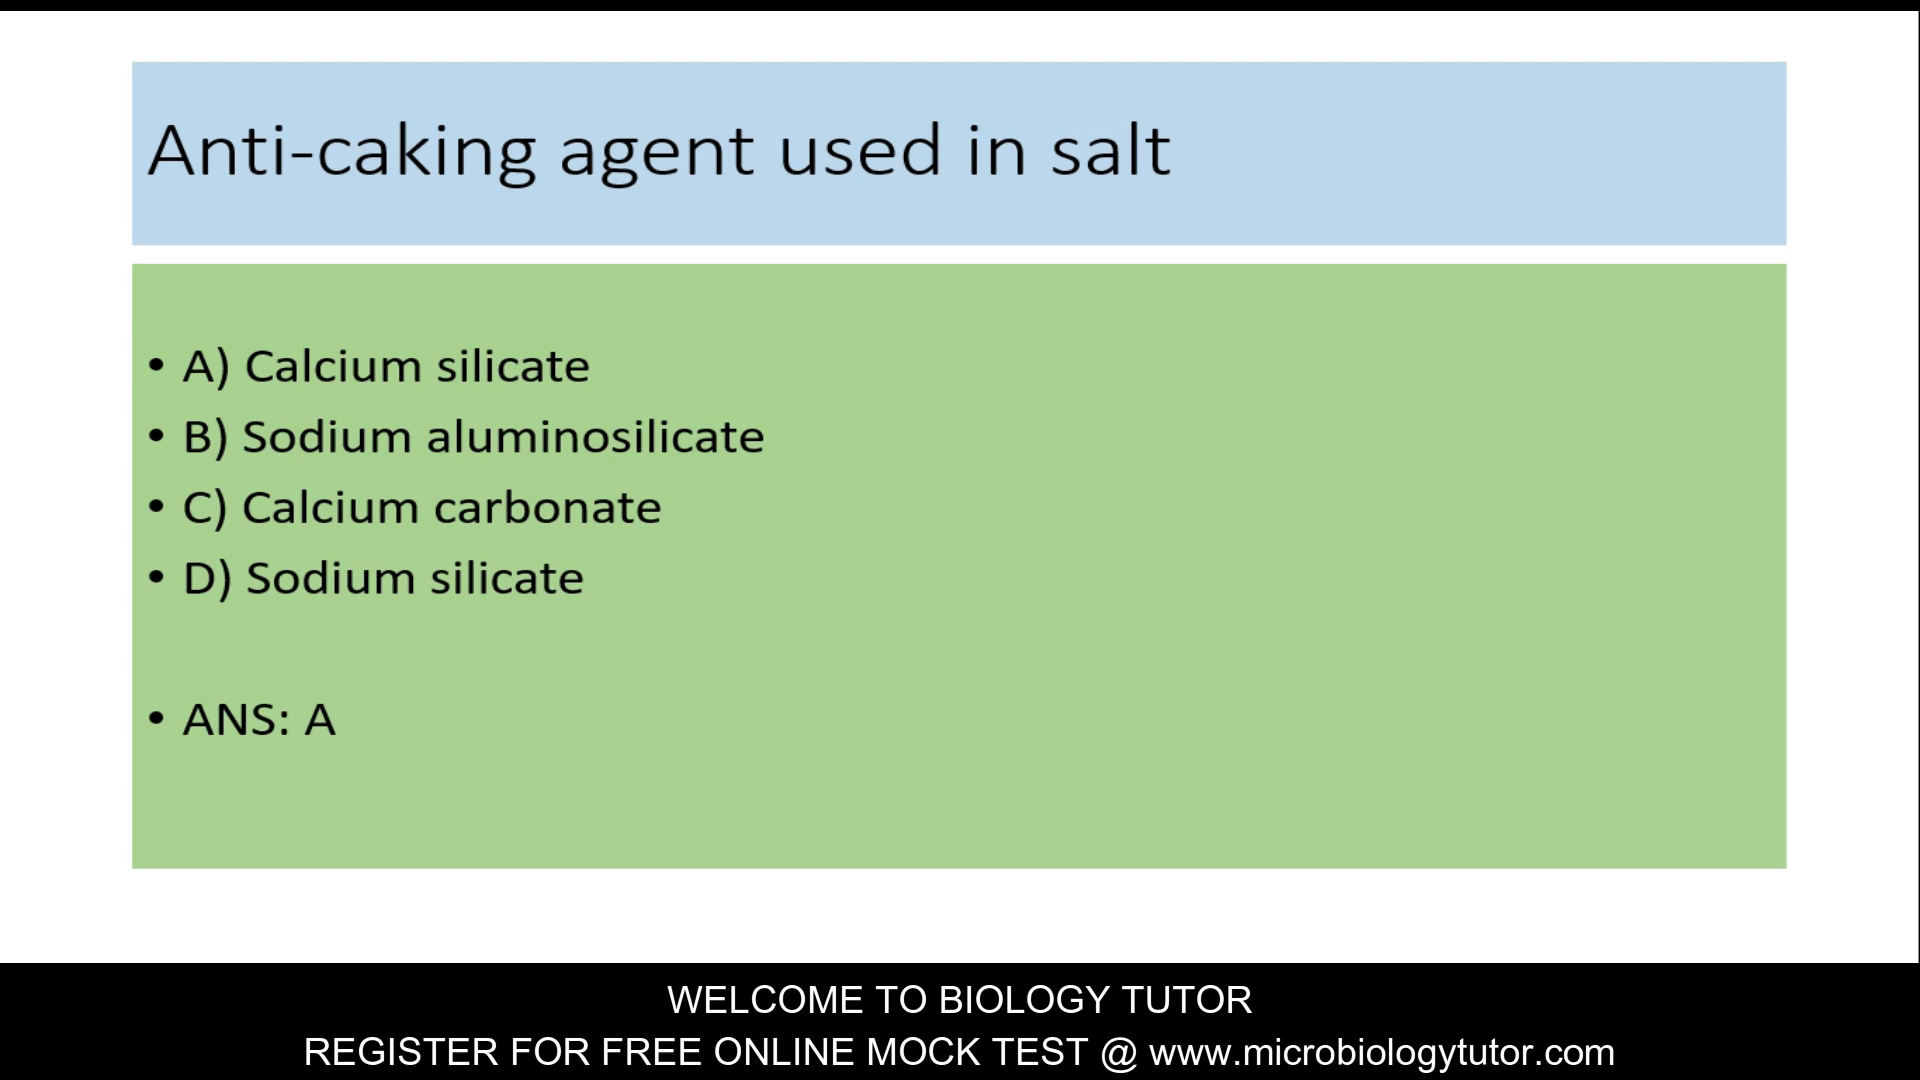 Anti-caking agent used in salt
• A) Calcium silicate
• B) Sodium aluminosilicate
• C) Calcium carbonate
• D) Sodium silicate
• ANS: A
WELCOME TO BIOLOGY TUTOR
REGISTER FOR FREE ONLINE MOCK TEST @ www.microbiologytutor.com